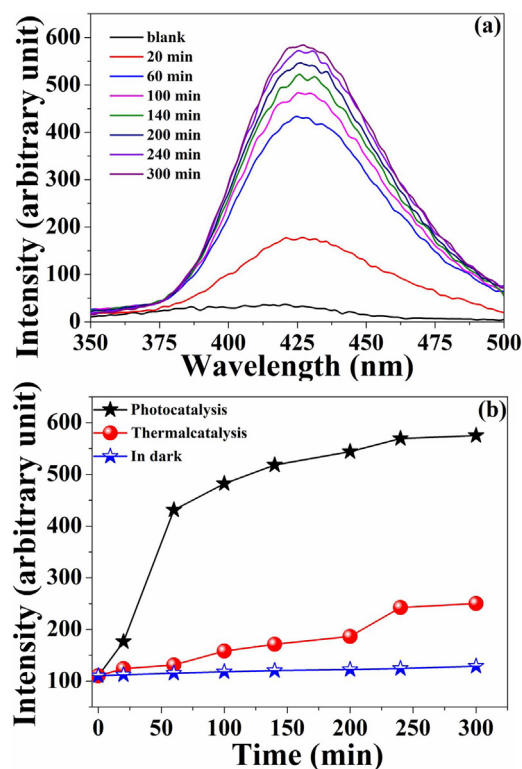 (a)
600
500
400
300
200
100
0
blank
20 min
60 min
100 min
140 min
200 min
240 min
300 min
Intensity (arbitrary unit)
350 375 400 425 450 475 500
Wavelength (nm)
(b)
600
500
400
300
200
100
Photocatalysis
Thermalcatalysis
In dark
Intensity (arbitrary unit)
0 50 100 150 200 250 300
Time (min)